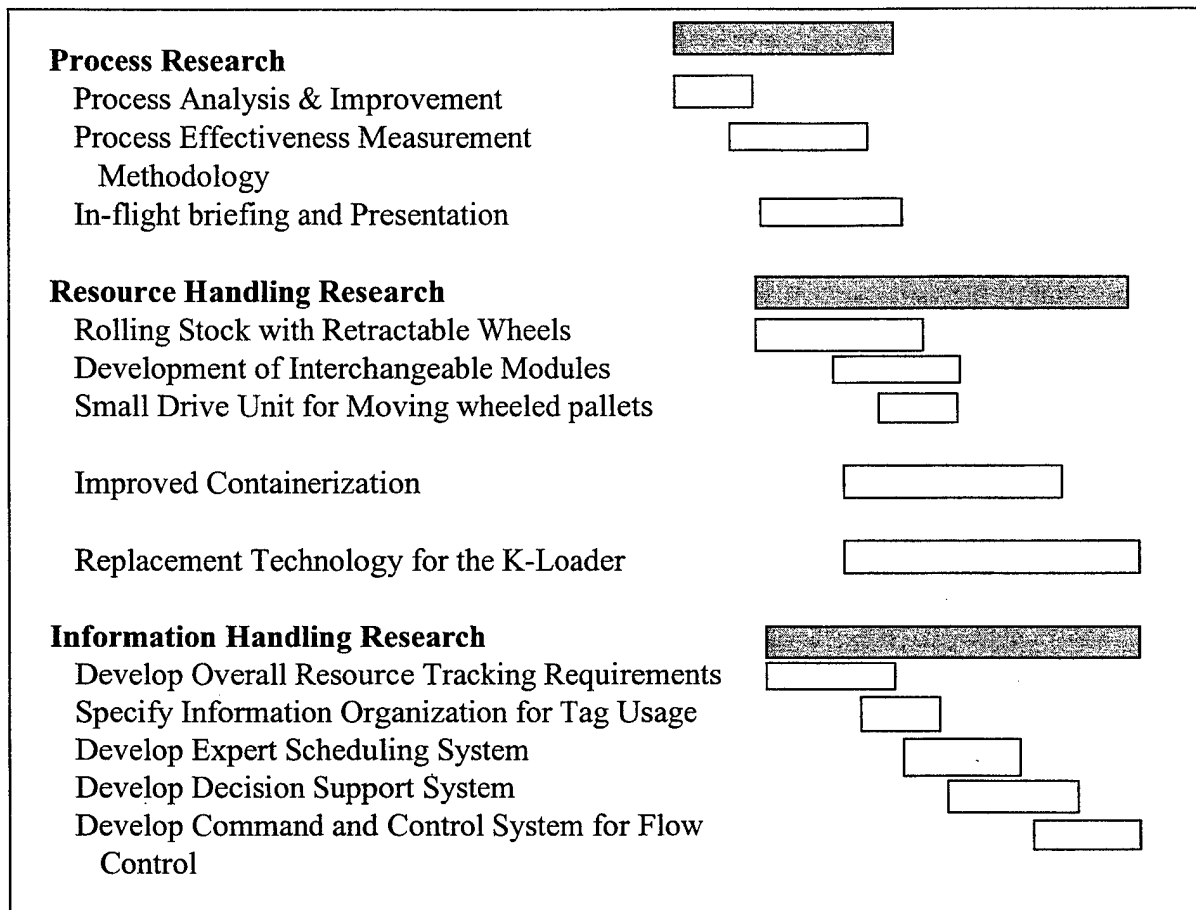 Process Research
Process Analysis & Improvement
Process Effectiveness Measurement
Methodology
In-flight briefing and Presentation
Resource Handling Research
Rolling Stock with Retractable Wheels
Development of Interchangeable Modules
Small Drive Unit for Moving wheeled pallets
Improved Containerization
Replacement Technology for the K-Loader
Information Handling Research
Develop Overall Resource Tracking Requirements
Specify Information Organization for Tag Usage
Develop Expert Scheduling System
Develop Decision Support System
Develop Command and Control System for Flow
Control